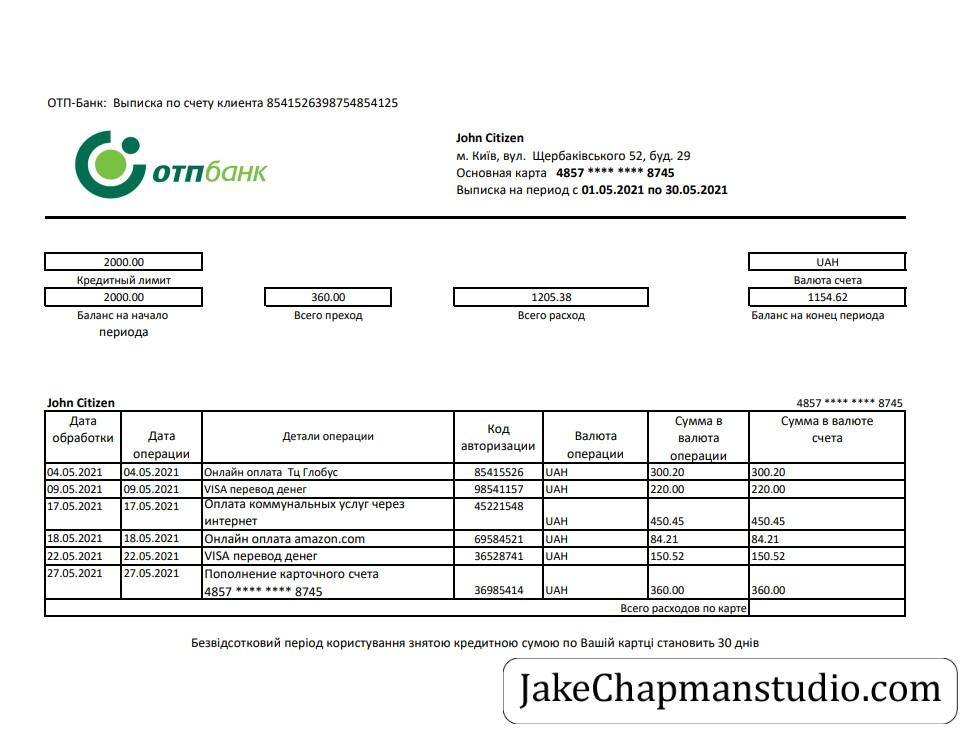 ОТП-Банк: Выписка по счету клиента 8541526398754854125
отпбанк
John Citizen
м. Київ, вул. Щербаківського 52, буд. 29
Основная карта 4857 **** **** 8745
Выписка на период с 01.05.2021 по 30.05.2021
2000.00 UAH
Кредитный лимит Валюта счета
2000.00 360.00 1205.38 1154.62
Баланс на начало периода Всего преход Всего расход Баланс на конец периода
John Citizen 4857 **** **** 8745
Дата обработки Дата операции Детали операции Код авторизации Валюта операции Сумма в валюта операции Сумма в валюте счета
04.05.2021 04.05.2021 Онлайн оплата Тц Глобус 85415526 UAH 300.20 300.20
09.05.2021 09.05.2021 VISA перевод денег 98541157 UAH 220.00 220.00
17.05.2021 17.05.2021 Оплата коммунальных услуг через интернет 45221548 UAH 450.45 450.45
18.05.2021 18.05.2021 Онлайн оплата amazon.com 69584521 UAH 84.21 84.21
22.05.2021 22.05.2021 VISA перевод денег 36528741 UAH 150.52 150.52
27.05.2021 27.05.2021 Пополнение карточного счета 4857 **** **** 8745 36985414 UAH 360.00 360.00
Всего расходов по карте
Безвідсотковий період користування знятою кредитною сумою по Вашій картці становить 30 днів
JakeChapmanstudio.com